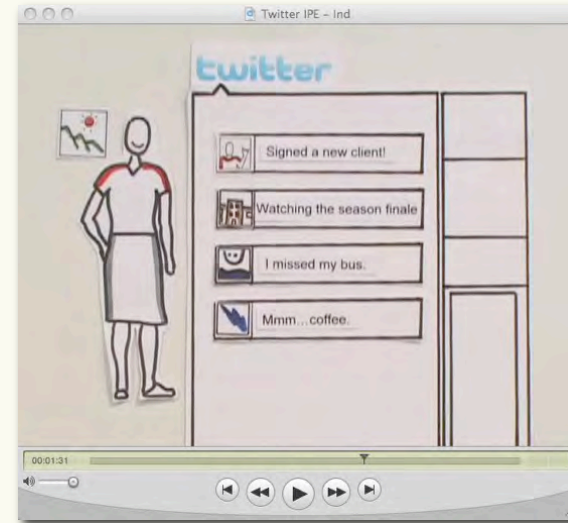 Twitter IPE – Ind
twitter
Signed a new client!
Watching the season finale
I missed my bus.
Mmm...coffee.
00:01:31